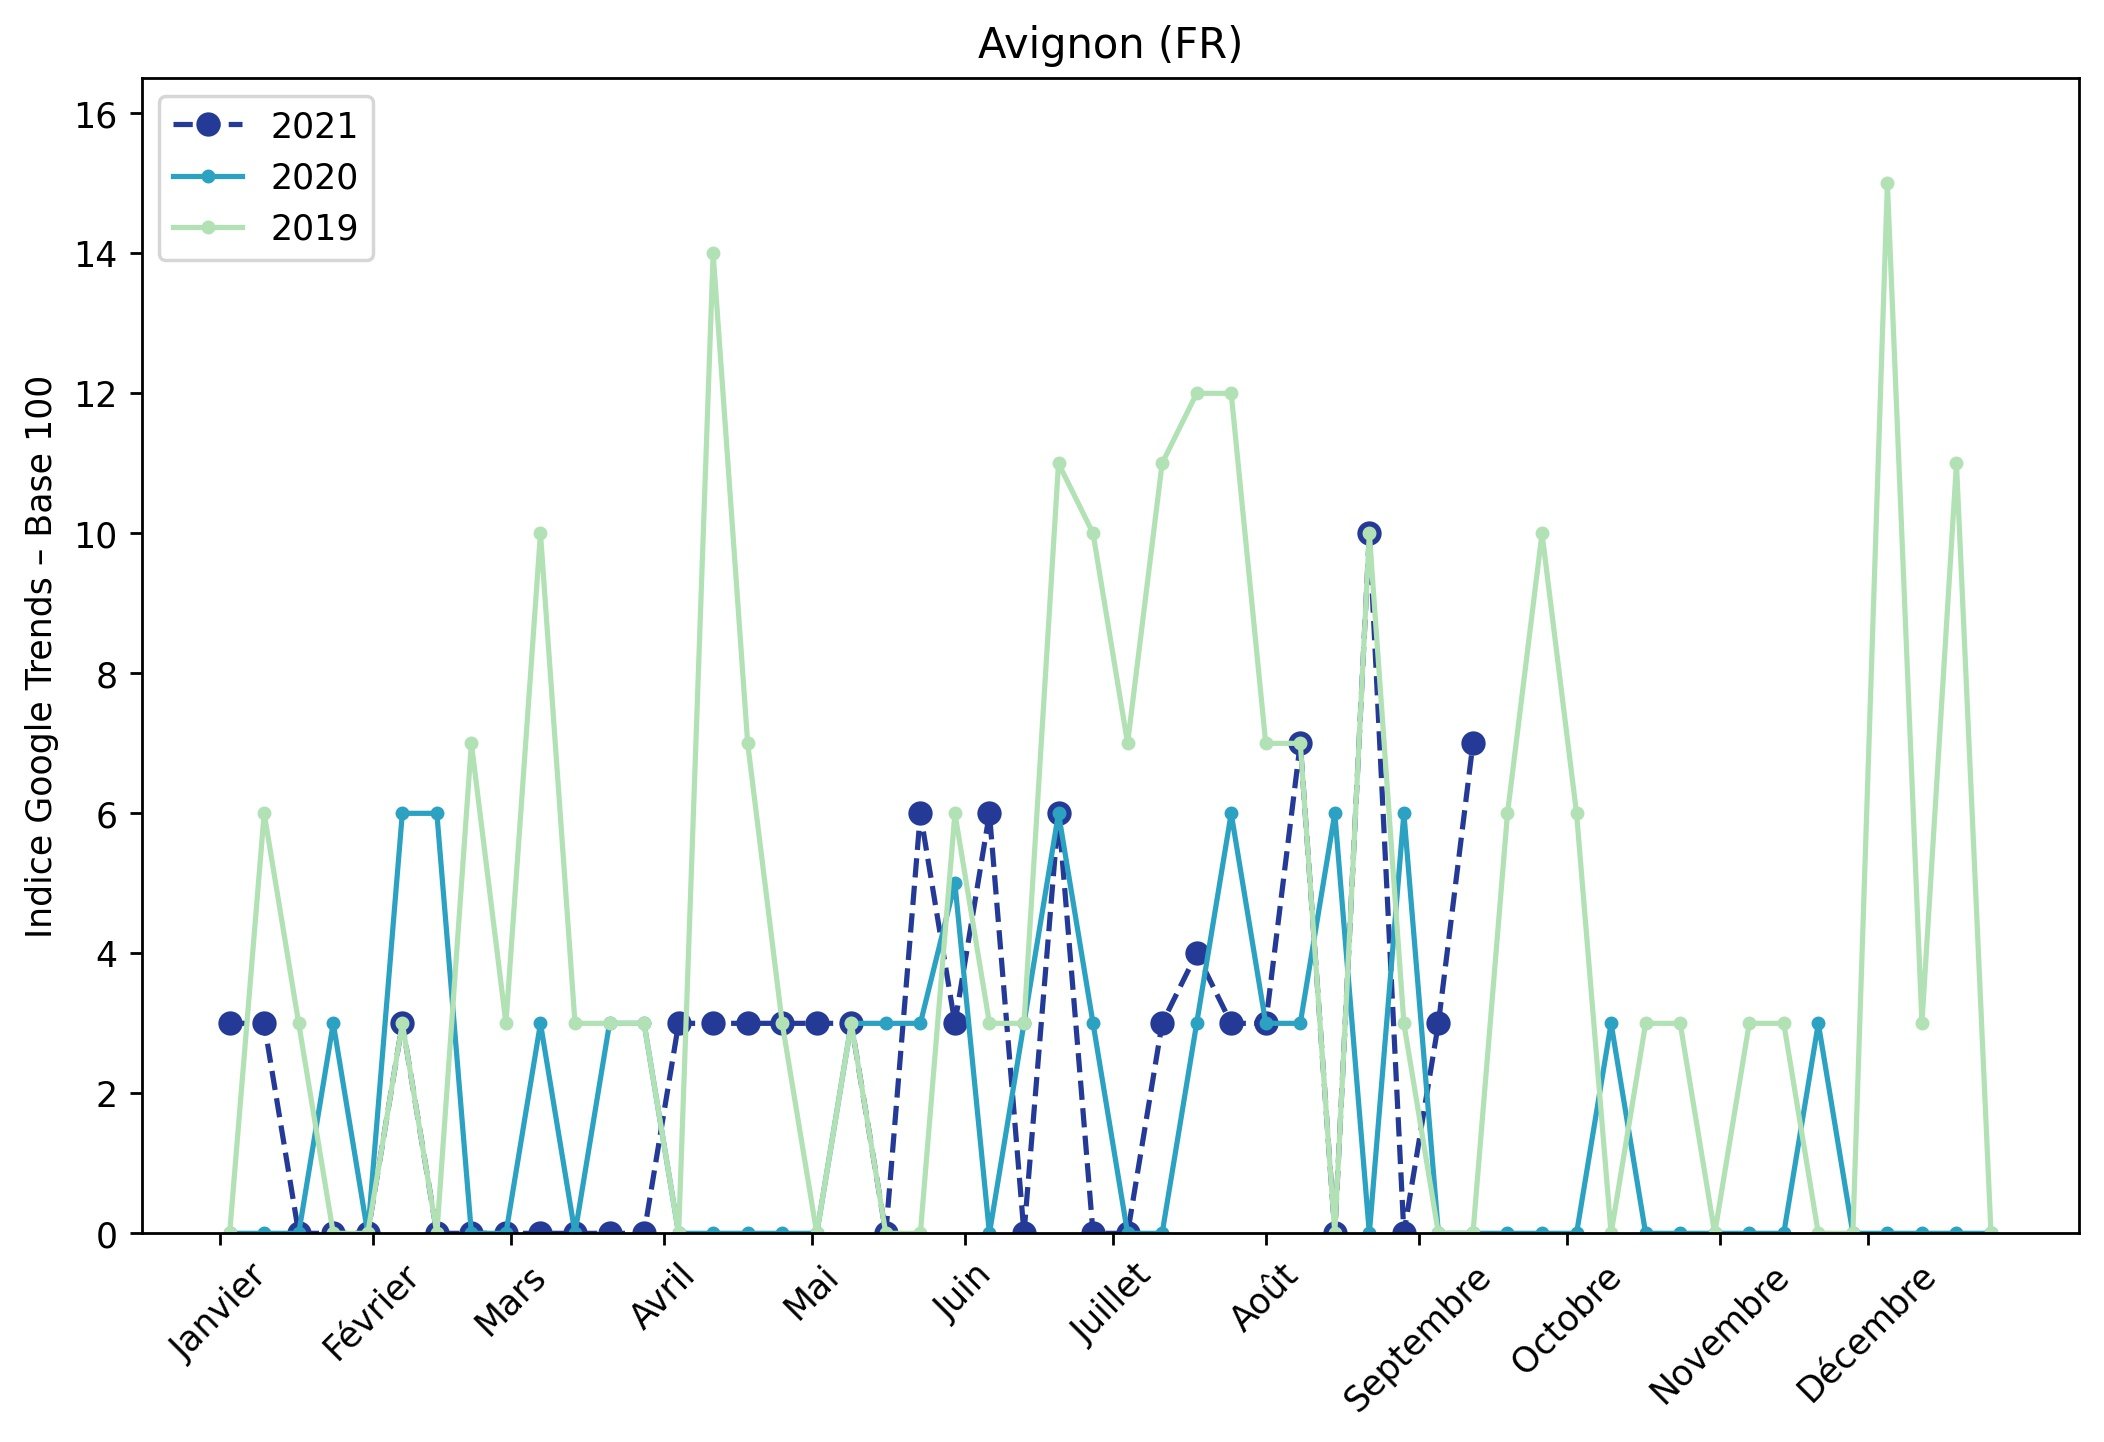 Avignon (FR)
Indice Google Trends – Base 100
16
14
12
10
8
6
4
2
0
2021
2020
2019
Janvier
Février
Mars
Avril
Mai
Juin
Juillet
Août
Septembre
Octobre
Novembre
Décembre